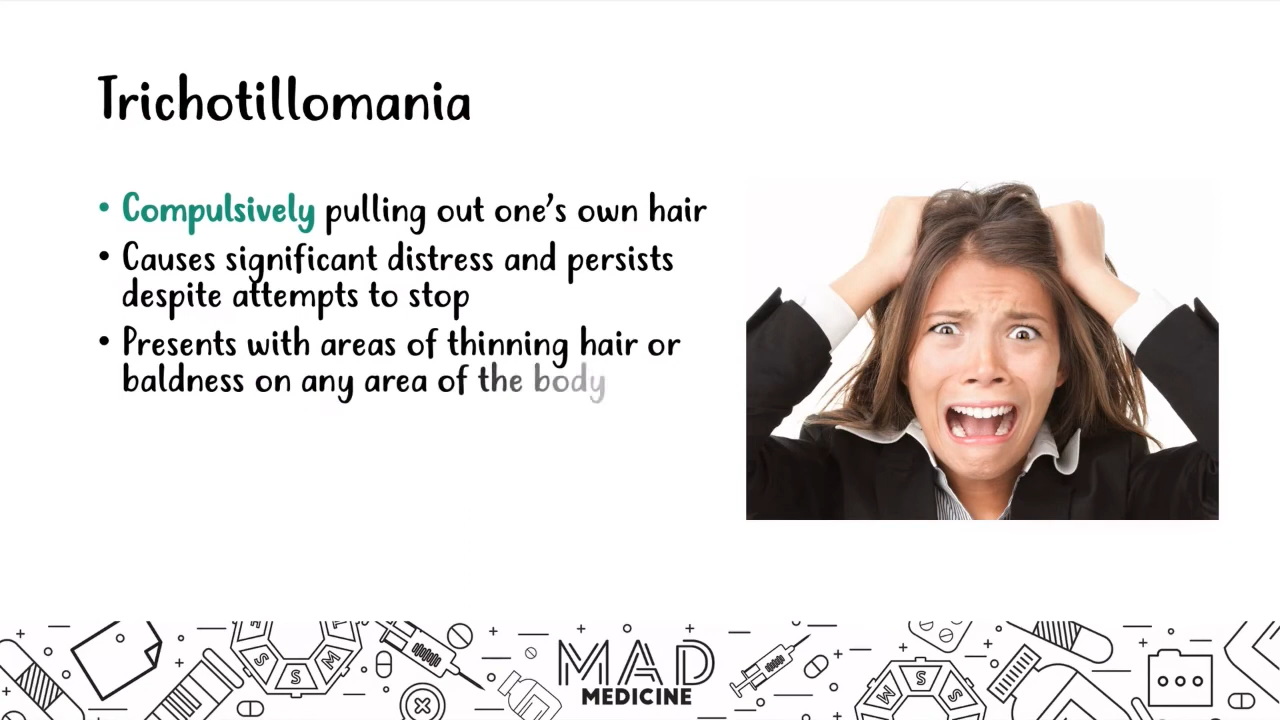 Trichotillomania
• Compulsively pulling out one's own hair
• Causes significant distress and persists
despite attempts to stop
• Presents with areas of thinning hair or
baldness on any area of the body
S S M
MAD
MEDICINE
M S S